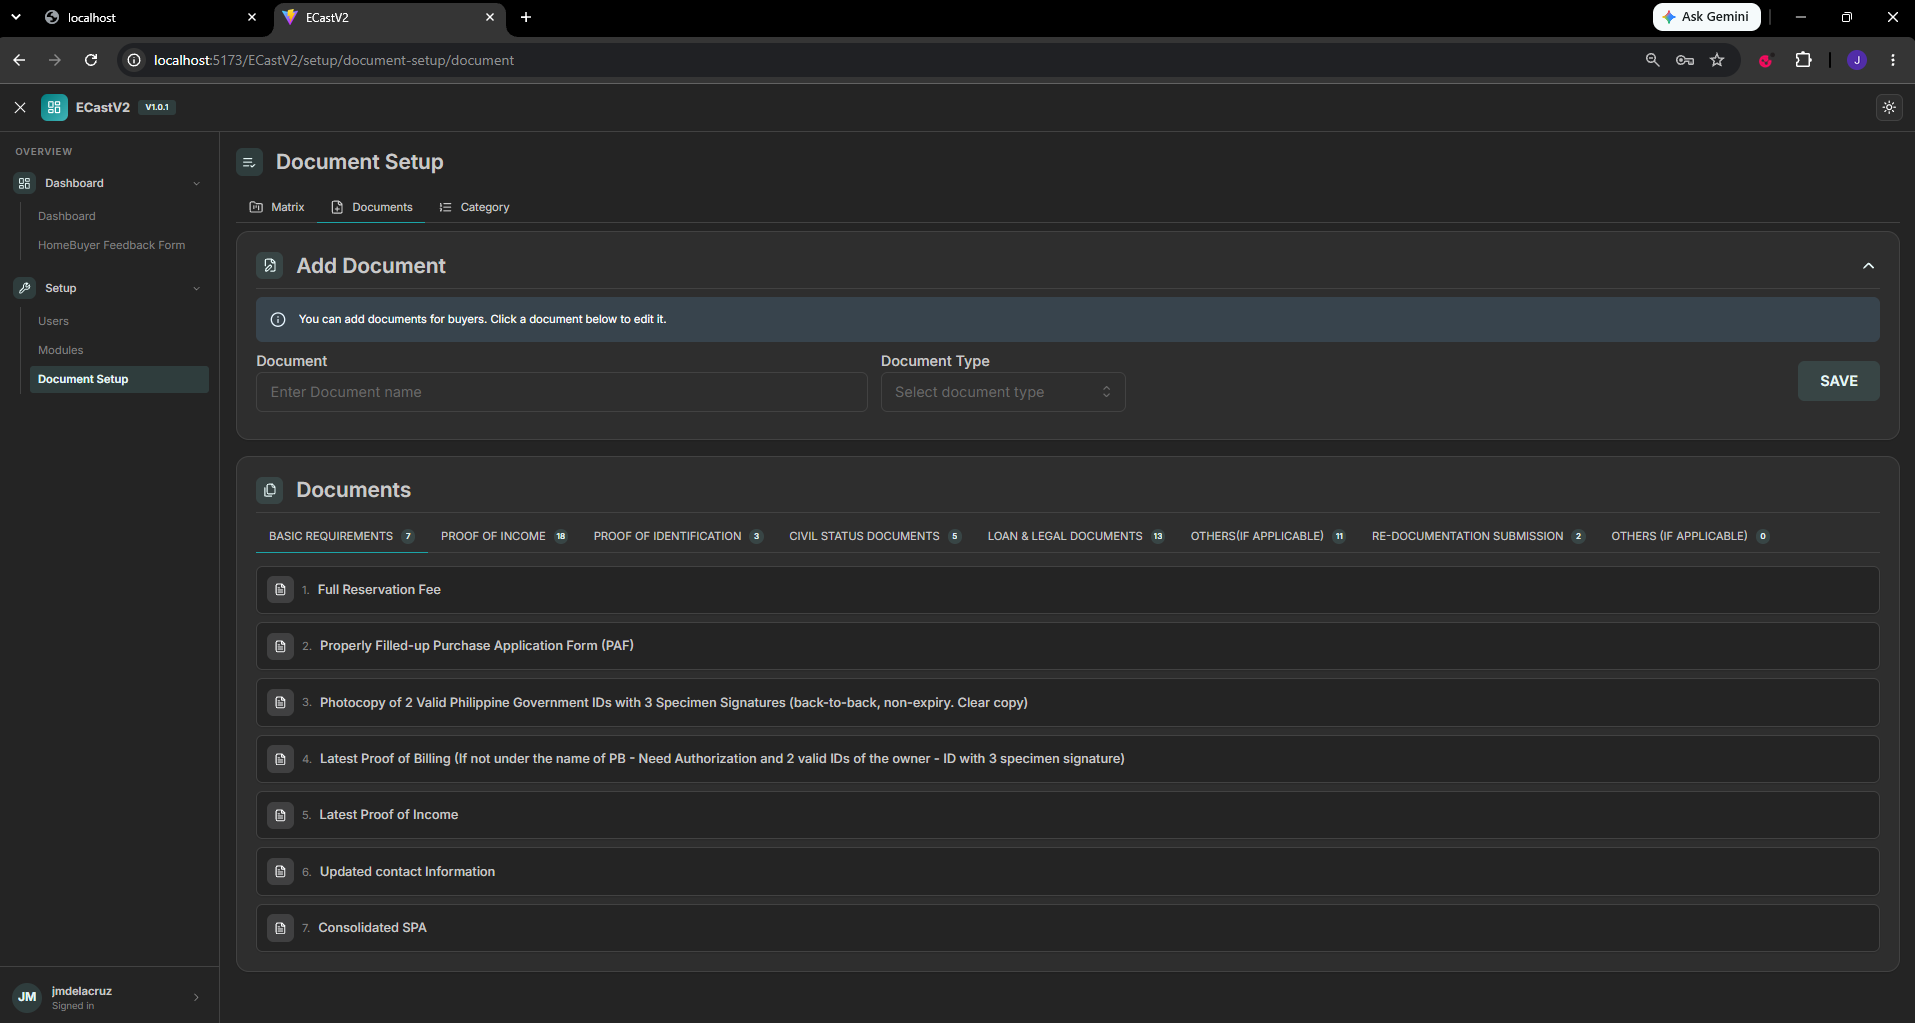 localhost
ECastV2
Ask Gemini
localhost:5173/ECastV2/setup/document-setup/document
J
ECastV2 V1.0.1
OVERVIEW
Dashboard
Dashboard
HomeBuyer Feedback Form
Setup
Users
Modules
Document Setup
JM
jmdelacruz
Signed in
Document Setup
Matrix Documents Category
Add Document
You can add documents for buyers. Click a document below to edit it.
Document Document Type
Enter Document name Select document type SAVE
Documents
BASIC REQUIREMENTS 7 PROOF OF INCOME 18 PROOF OF IDENTIFICATION 3 CIVIL STATUS DOCUMENTS 5 LOAN & LEGAL DOCUMENTS 13 OTHERS(IF APPLICABLE) 11 RE-DOCUMENTATION SUBMISSION 2 OTHERS (IF APPLICABLE) 0
1. Full Reservation Fee
2. Properly Filled-up Purchase Application Form (PAF)
3. Photocopy of 2 Valid Philippine Government IDs with 3 Specimen Signatures (back-to-back, non-expiry. Clear copy)
4. Latest Proof of Billing (If not under the name of PB - Need Authorization and 2 valid IDs of the owner - ID with 3 specimen signature)
5. Latest Proof of Income
6. Updated contact Information
7. Consolidated SPA